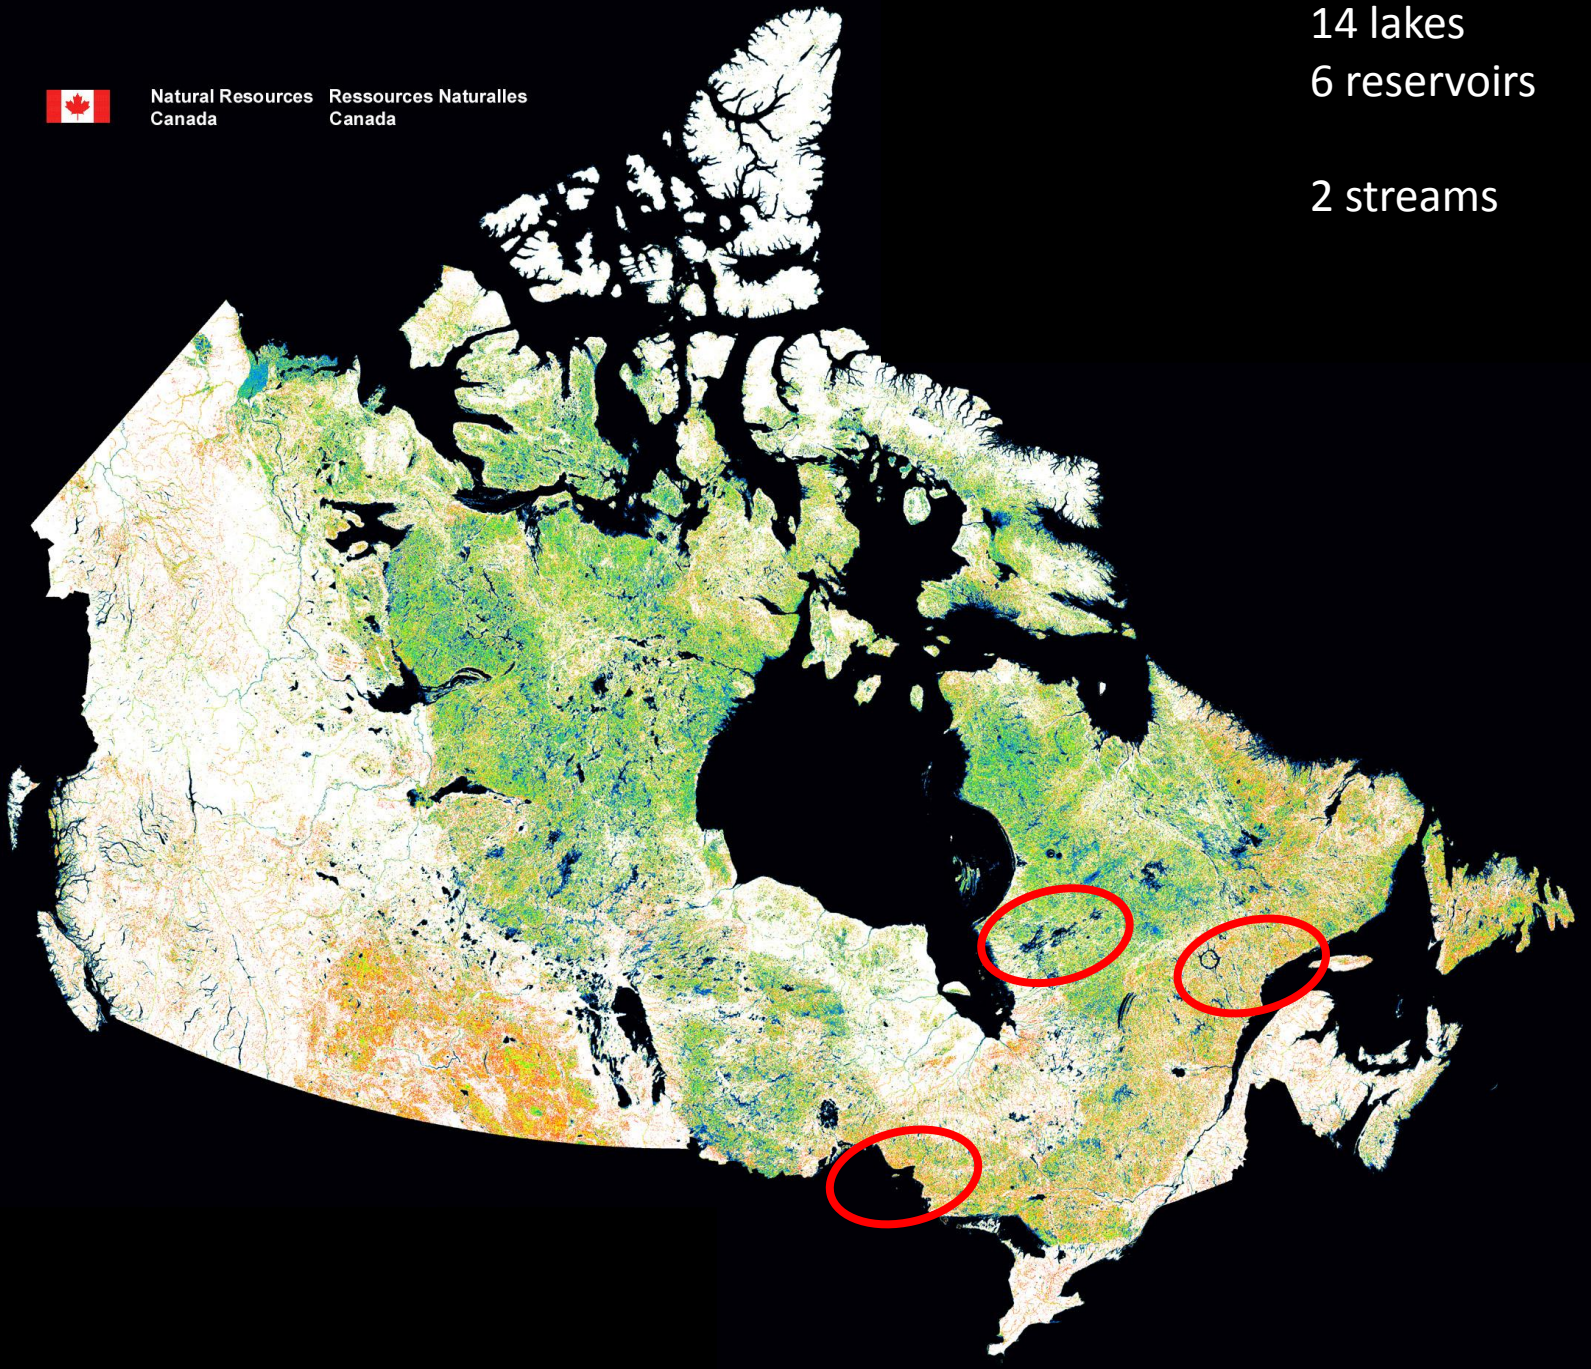 14 lakes
6 reservoirs
2 streams
Natural Resources Ressources Naturalles
Canada Canada